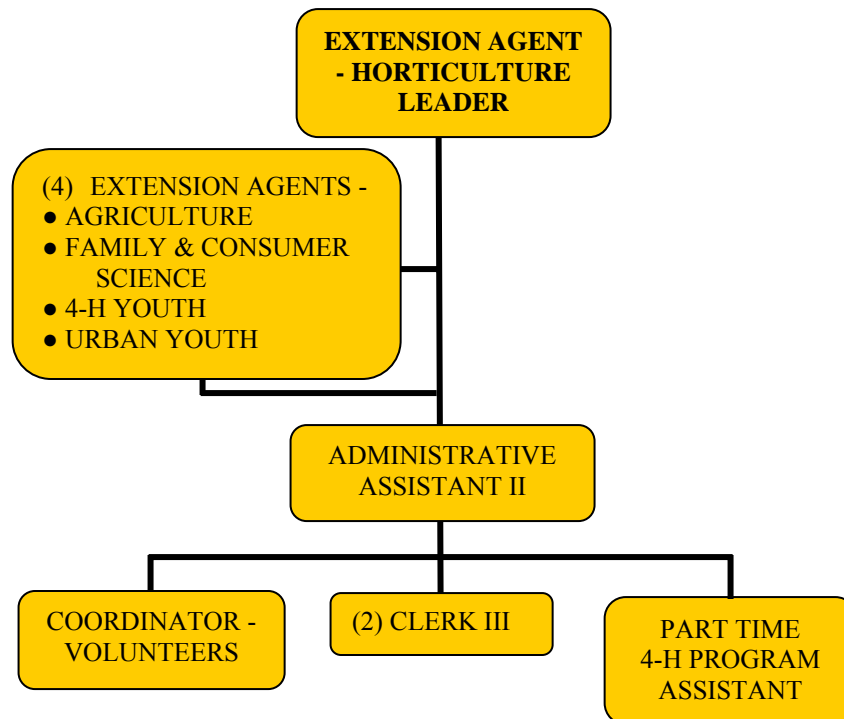 EXTENSION AGENT
- HORTICULTURE
LEADER
(4) EXTENSION AGENTS -
● AGRICULTURE
● FAMILY & CONSUMER
SCIENCE
● 4-H YOUTH
● URBAN YOUTH
ADMINISTRATIVE
ASSISTANT II
COORDINATOR -
VOLUNTEERS
(2) CLERK III
PART TIME
4-H PROGRAM
ASSISTANT